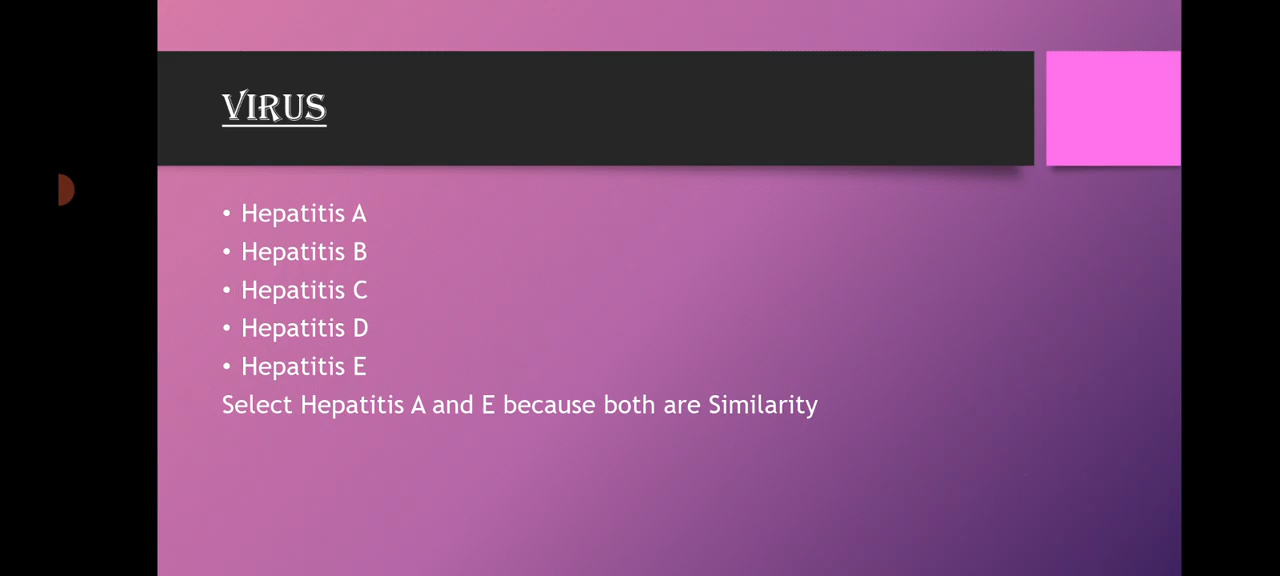 VIRUS
• Hepatitis A
• Hepatitis B
• Hepatitis C
• Hepatitis D
• Hepatitis E
Select Hepatitis A and E because both are Similarity